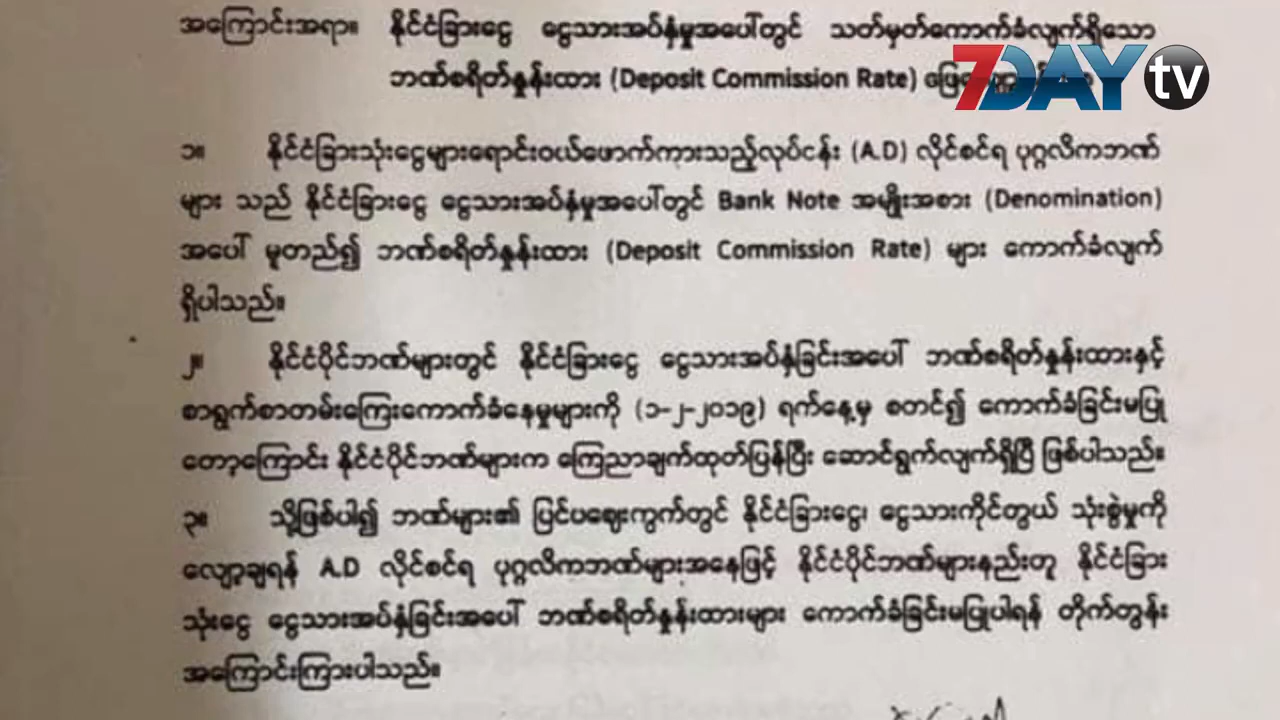 အကြောင်းအရာ။ နိုင်ငံခြားငွေ ငွေသားအပ်နှံမှုအပေါ်တွင် သတ်မှတ်ကောက်ခံလျက်ရှိသော
ဘဏ်စရိတ်နှုန်းထား (Deposit Commission Rate)
7DAY tv
၁။ နိုင်ငံခြားသုံးငွေများရောင်းဝယ်ဖောက်ကားသည့်လုပ်ငန်း (A.D) လိုင်စင်ရ ပုဂ္ဂလိကဘဏ်
များ သည် နိုင်ငံခြားငွေ ငွေသားအပ်နှံမှုအပေါ်တွင် Bank Note အမျိုးအစား (Denomination)
အပေါ် မူတည်၍ ဘဏ်စရိတ်နှုန်းထား (Deposit Commission Rate) များ ကောက်ခံလျက်
ရှိပါသည်။
၂။ နိုင်ငံပိုင်ဘဏ်များတွင် နိုင်ငံခြားငွေ ငွေသားအပ်နှံခြင်းအပေါ် ဘဏ်စရိတ်နှုန်းထားနှင့်
စာရွက်စာတမ်းကြေးကောက်ခံနေမှုများကို (၁-၂-၂၀၁၉) ရက်နေ့မှ စတင်၍ ကောက်ခံခြင်းမပြု
တော့ကြောင်း နိုင်ငံပိုင်ဘဏ်များက ကြေညာချက်ထုတ်ပြန်ပြီး ဆောင်ရွက်လျက်ရှိပြီ ဖြစ်ပါသည်။
၃။ သို့ဖြစ်ပါ၍ ဘဏ်များ၏ ပြင်ပဈေးကွက်တွင် နိုင်ငံခြားငွေ၊ ငွေသားကိုင်တွယ် သုံးစွဲမှုကို
လျော့ချရန် A.D လိုင်စင်ရ ပုဂ္ဂလိကဘဏ်များအနေဖြင့် နိုင်ငံပိုင်ဘဏ်များနည်းတူ နိုင်ငံခြား
သုံးငွေ ငွေသားအပ်နှံခြင်းအပေါ် ဘဏ်စရိတ်နှုန်းထားများ ကောက်ခံခြင်းမပြုပါရန် တိုက်တွန်း
အကြောင်းကြားပါသည်။